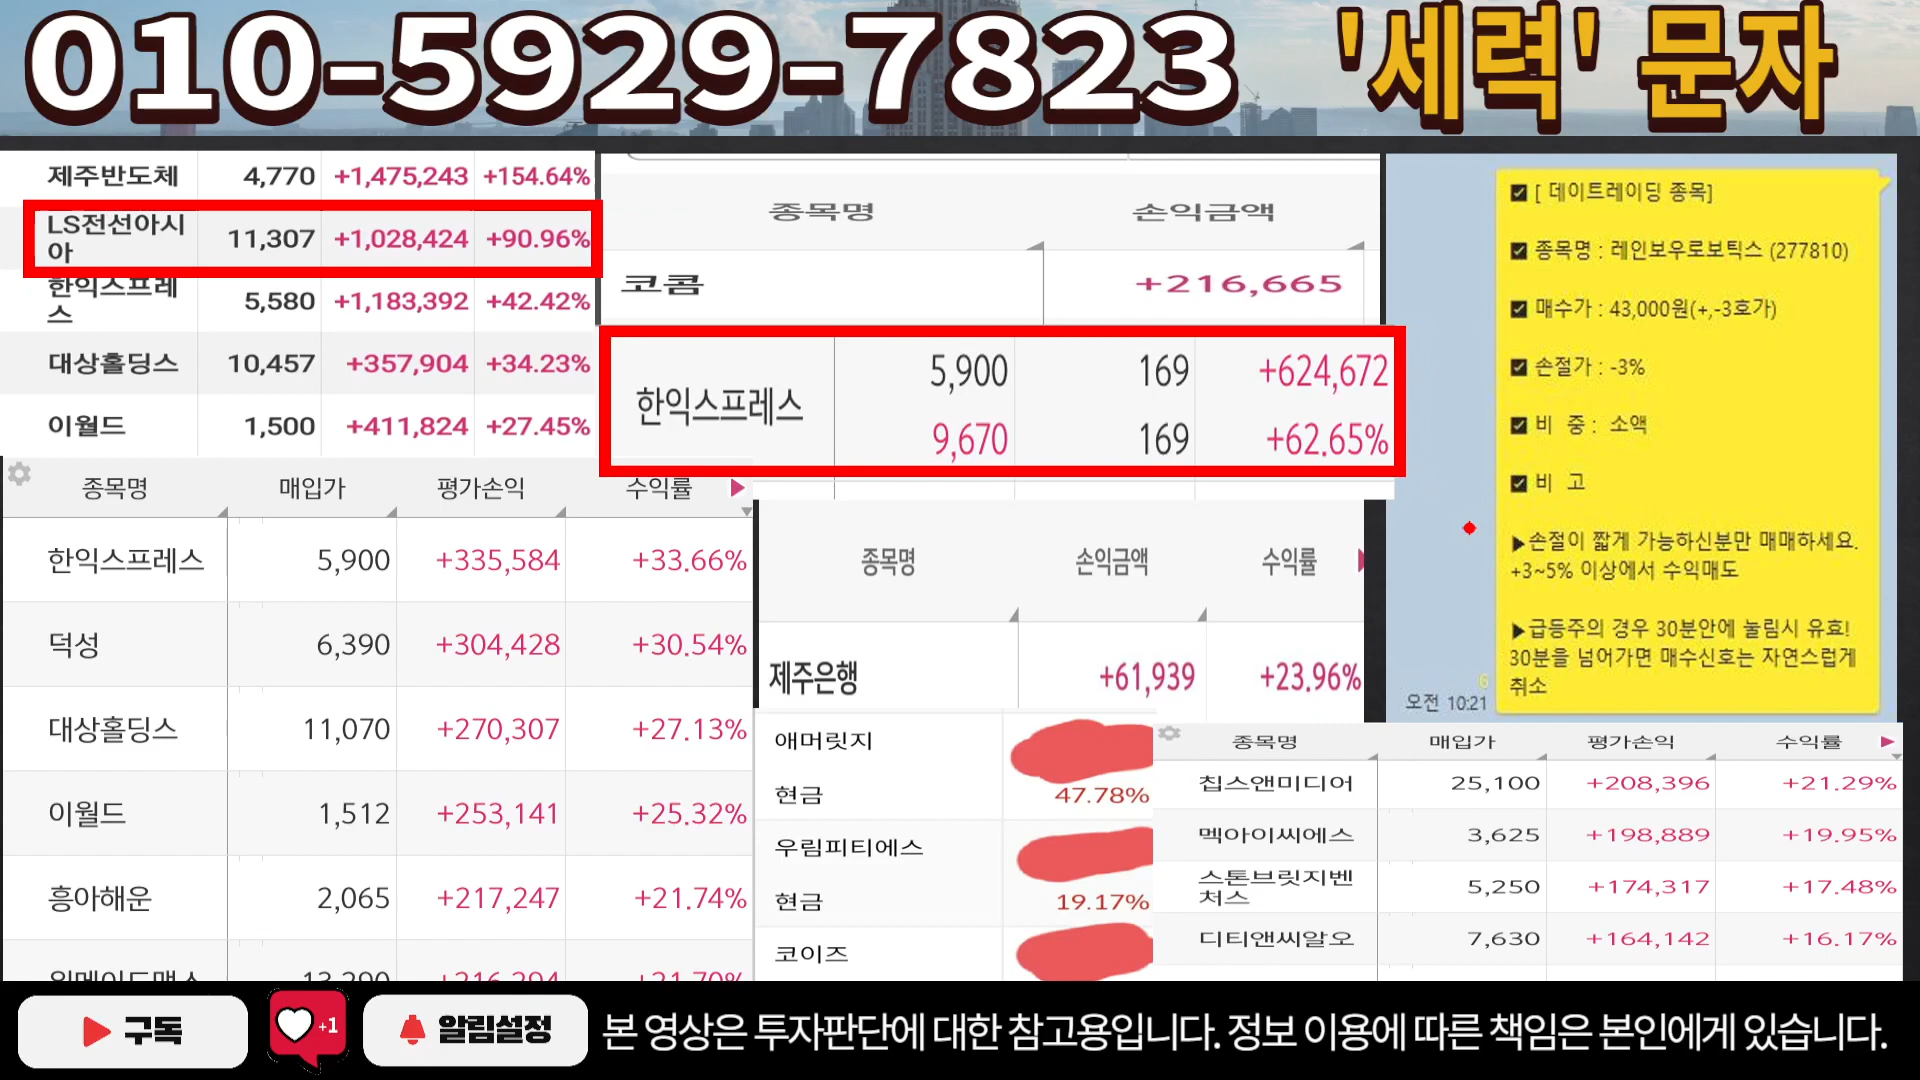 010-5929-7823 '세력' 문자
제주반도체 4,770 +1,475,243 +154.64%
LS전선아시아 11,307 +1,028,424 +90.96%
한익스프레스 5,580 +1,183,392 +42.42%
대상홀딩스 10,457 +357,904 +34.23%
이월드 1,500 +411,824 +27.45%
종목명 손익금액
코콤 +216,665
한익스프레스 5,900 169 +624,672
9,670 169 +62.65%
[ 데이트레이딩 종목]
종목명 : 레인보우로보틱스 (277810)
매수가 : 43,000원(+,-3호가)
손절가 : -3%
비 중 : 소액
비 고
▶손절이 짧게 가능하신분만 매매하세요.
+3~5% 이상에서 수익매도
▶급등주의 경우 30분안에 눌림시 유효!
30분을 넘어가면 매수신호는 자연스럽게
취소
6
오전 10:21
종목명 매입가 평가손익 수익률
한익스프레스 5,900 +335,584 +33.66%
덕성 6,390 +304,428 +30.54%
대상홀딩스 11,070 +270,307 +27.13%
이월드 1,512 +253,141 +25.32%
흥아해운 2,065 +217,247 +21.74%
종목명 손익금액 수익률
제주은행 +61,939 +23.96%
애머릿지
현금 47.78%
우림피티에스
현금 19.17%
코이즈
종목명 매입가 평가손익 수익률
칩스앤미디어 25,100 +208,396 +21.29%
멕아이씨에스 3,625 +198,889 +19.95%
스톤브릿지벤처스 5,250 +174,317 +17.48%
디티앤씨알오 7,630 +164,142 +16.17%
구독 +1 알림설정 본 영상은 투자판단에 대한 참고용입니다. 정보 이용에 따른 책임은 본인에게 있습니다.